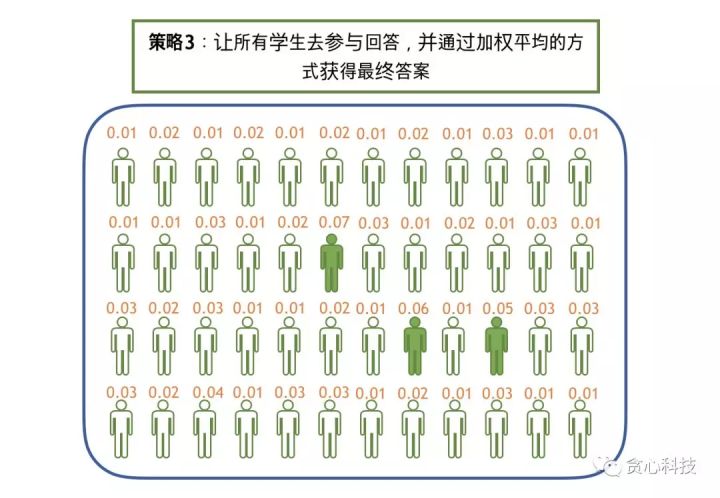 策略3：让所有学生去参与回答，并通过加权平均的方
式获得最终答案
0.01 0.02 0.01 0.02 0.01 0.02 0.01 0.02 0.01 0.03 0.01 0.01
0.01 0.01 0.03 0.01 0.02 0.07 0.03 0.01 0.02 0.01 0.03 0.01
0.03 0.02 0.03 0.01 0.01 0.02 0.01 0.06 0.01 0.05 0.03 0.03
0.03 0.02 0.04 0.01 0.03 0.03 0.01 0.02 0.01 0.03 0.01 0.01
贪心科技